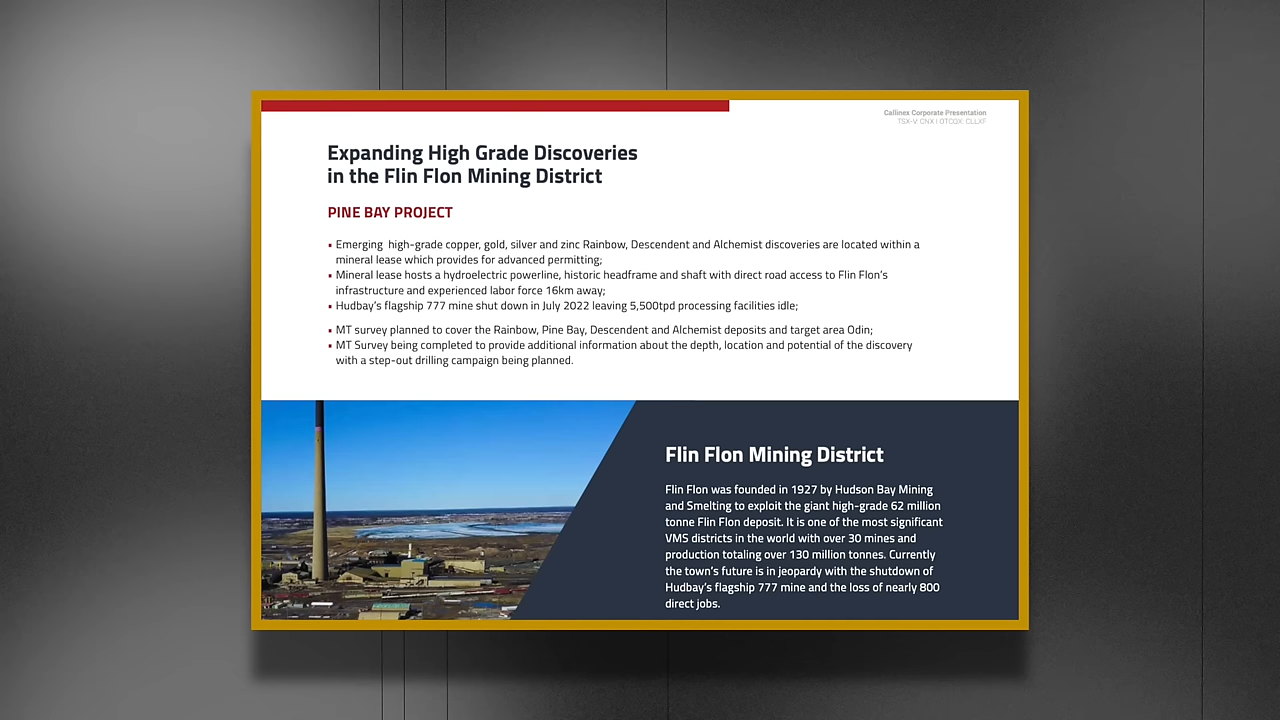 Callinex Corporate Presentation
TSX-V: CNX | OTCQX: CLLXF
Expanding High Grade Discoveries
in the Flin Flon Mining District
PINE BAY PROJECT
▪ Emerging high-grade copper, gold, silver and zinc Rainbow, Descendent and Alchemist discoveries are located within a
mineral lease which provides for advanced permitting;
▪ Mineral lease hosts a hydroelectric powerline, historic headframe and shaft with direct road access to Flin Flon's
infrastructure and experienced labor force 16km away;
▪ Hudbay's flagship 777 mine shut down in July 2022 leaving 5,500tpd processing facilities idle;
▪ MT survey planned to cover the Rainbow, Pine Bay, Descendent and Alchemist deposits and target area Odin;
▪ MT Survey being completed to provide additional information about the depth, location and potential of the discovery
with a step-out drilling campaign being planned.
Flin Flon Mining District
Flin Flon was founded in 1927 by Hudson Bay Mining
and Smelting to exploit the giant high-grade 62 million
tonne Flin Flon deposit. It is one of the most significant
VMS districts in the world with over 30 mines and
production totaling over 130 million tonnes. Currently
the town's future is in jeopardy with the shutdown of
Hudbay's flagship 777 mine and the loss of nearly 800
direct jobs.